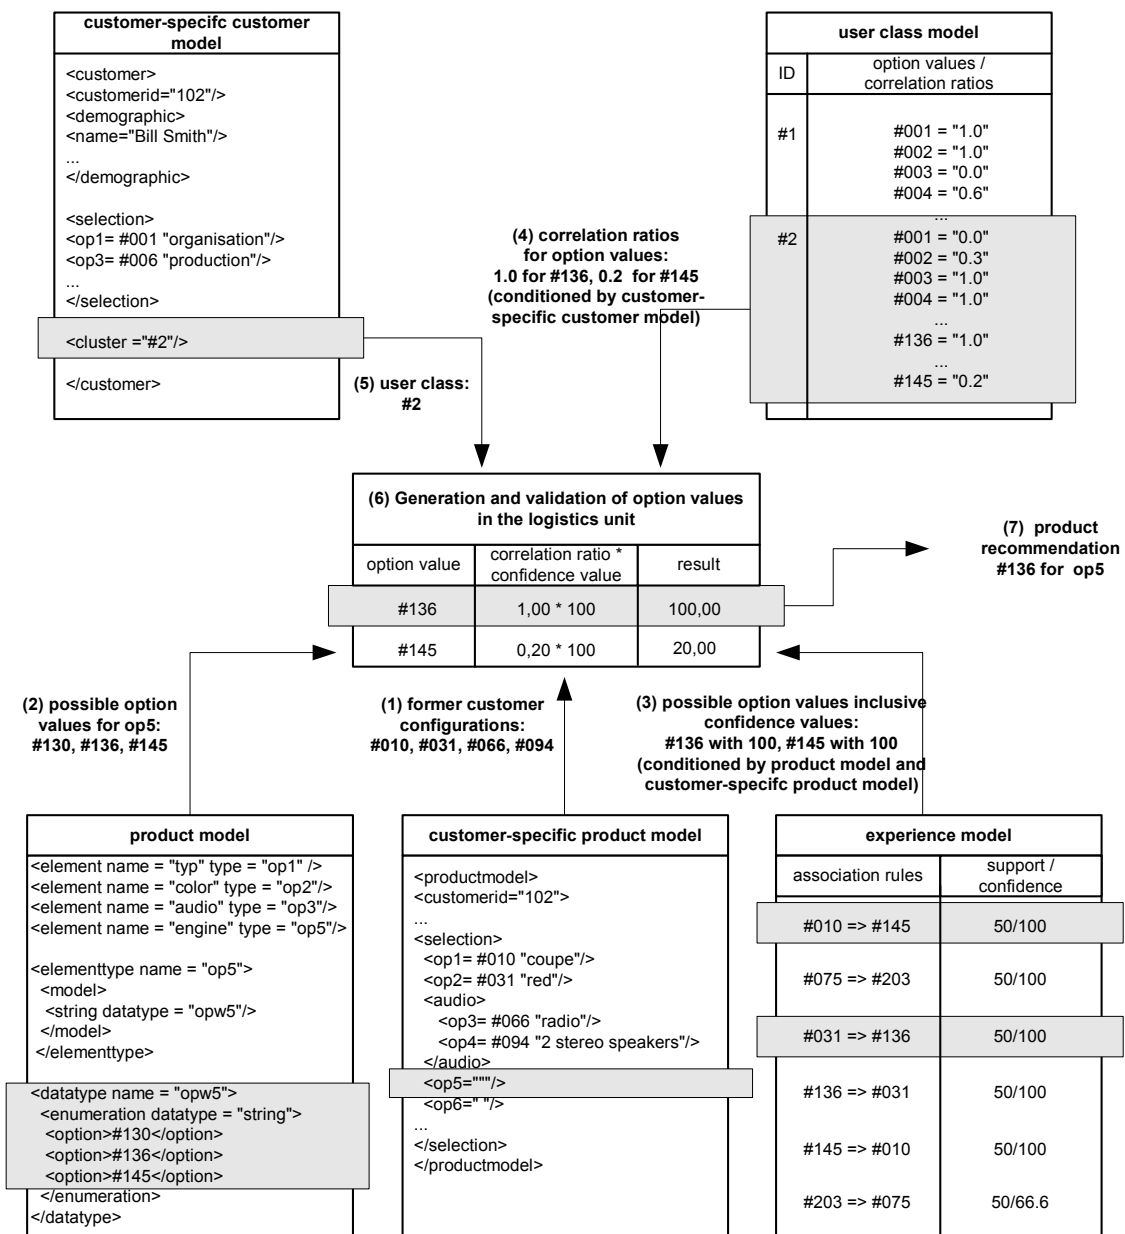 customer-specifc customer
model
<customer>
<customerid="102"/>
<demographic>
<name="Bill Smith"/>
...
</demographic>
<selection>
<op1= #001 "organisation"/>
<op3= #006 "production"/>
...
</selection>
<cluster ="#2"/>
</customer>
user class model
ID
option values /
correlation ratios
#1
#001 = "1.0"
#002 = "1.0"
#003 = "0.0"
#004 = "0.6"
...
#2
#001 = "0.0"
#002 = "0.3"
#003 = "1.0"
#004 = "1.0"
...
#136 = "1.0"
...
#145 = "0.2"
(4) correlation ratios
for option values:
1.0 for #136, 0.2 for #145
(conditioned by customer-
specific customer model)
(5) user class:
#2
(6) Generation and validation of option values
in the logistics unit
option value
correlation ratio *
confidence value
result
#136
1,00 * 100
100,00
#145
0,20 * 100
20,00
(7) product
recommendation
#136 for op5
(2) possible option
values for op5:
#130, #136, #145
(1) former customer
configurations:
#010, #031, #066, #094
(3) possible option values inclusive
confidence values:
#136 with 100, #145 with 100
(conditioned by product model and
customer-specifc product model)
product model
<element name = "typ" type = "op1" />
<element name = "color" type = "op2"/>
<element name = "audio" type = "op3"/>
<element name = "engine" type = "op5"/>
<elementtype name = "op5">
<model>
<string datatype = "opw5"/>
</model>
</elementtype>
<datatype name = "opw5">
<enumeration datatype = "string">
<option>#130</option>
<option>#136</option>
<option>#145</option>
</enumeration>
</datatype>
customer-specific product model
<productmodel>
<customerid="102">
...
<selection>
<op1= #010 "coupe"/>
<op2= #031 "red"/>
<audio>
<op3= #066 "radio"/>
<op4= #094 "2 stereo speakers"/>
</audio>
<op5="""/>
<op6=" "/>
...
</selection>
</productmodel>
experience model
association rules
support /
confidence
#010 => #145
50/100
#075 => #203
50/100
#031 => #136
50/100
#136 => #031
50/100
#145 => #010
50/100
#203 => #075
50/66.6